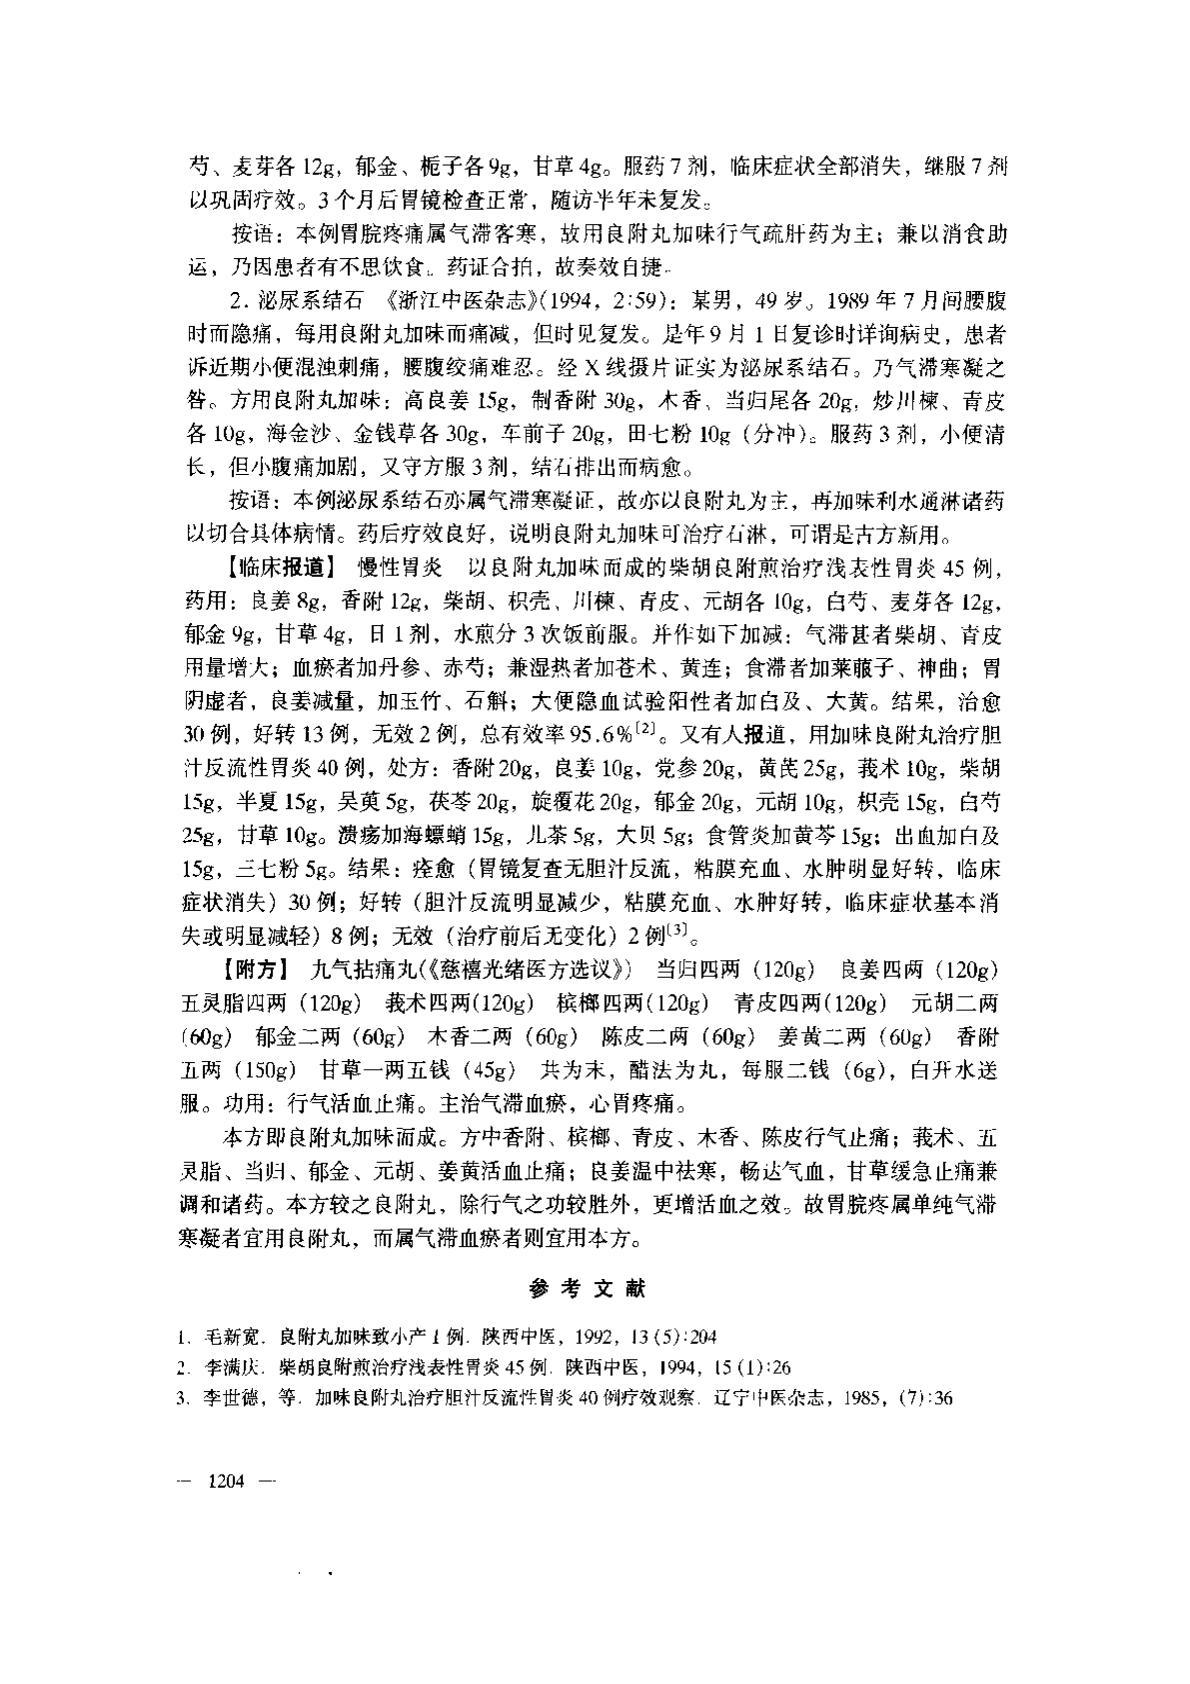 芍、麦芽各 12g，郁金、栀子各 9g，甘草 4g。服药 7 剂，临床症状全部消失，继服 7 剂
以巩固疗效。3 个月后胃镜检查正常，随访半年未复发。
按语：本例胃脘疼痛属气滞客寒，故用良附丸加味行气疏肝药为主；兼以消食助
运，乃因患者有不思饮食。药证合拍，故奏效自捷。
2. 泌尿系结石　《浙江中医杂志》(1994，2:59)：某男，49 岁。1989 年 7 月间腰腹
时而隐痛，每用良附丸加味而痛减，但时见复发。是年 9 月 1 日复诊时详询病史，患者
诉近期小便混浊刺痛，腰腹绞痛难忍。经 X 线摄片证实为泌尿系结石。乃气滞寒凝之
咎。方用良附丸加味：高良姜 15g，制香附 30g，木香、当归尾各 20g，炒川楝、青皮
各 10g，海金沙、金钱草各 30g，车前子 20g，田七粉 10g（分冲）。服药 3 剂，小便清
长，但小腹痛加剧，又守方服 3 剂，结石排出而病愈。
按语：本例泌尿系结石亦属气滞寒凝证，故亦以良附丸为主，再加味利水通淋诸药
以切合具体病情。药后疗效良好，说明良附丸加味可治疗石淋，可谓是古方新用。
【临床报道】　慢性胃炎　以良附丸加味而成的柴胡良附煎治疗浅表性胃炎 45 例，
药用：良姜 8g，香附 12g，柴胡、枳壳、川楝、青皮、元胡各 10g，白芍、麦芽各 12g，
郁金 9g，甘草 4g，日 1 剂，水煎分 3 次饭前服。并作如下加减：气滞甚者柴胡、青皮
用量增大；血瘀者加丹参、赤芍；兼湿热者加苍术、黄连；食滞者加莱菔子、神曲；胃
阴虚者，良姜减量，加玉竹、石斛；大便隐血试验阳性者加白及、大黄。结果，治愈
30 例，好转 13 例，无效 2 例，总有效率 95.6%〔2〕。又有人报道，用加味良附丸治疗胆
汁反流性胃炎 40 例，处方：香附 20g，良姜 10g，党参 20g，黄芪 25g，莪术 10g，柴胡
15g，半夏 15g，吴萸 5g，茯苓 20g，旋覆花 20g，郁金 20g，元胡 10g，枳壳 15g，白芍
25g，甘草 10g。溃疡加海螵蛸 15g，儿茶 5g，大贝 5g；食管炎加黄芩 15g；出血加白及
15g，三七粉 5g。结果：痊愈（胃镜复查无胆汁反流，粘膜充血、水肿明显好转，临床
症状消失）30 例；好转（胆汁反流明显减少，粘膜充血、水肿好转，临床症状基本消
失或明显减轻）8 例；无效（治疗前后无变化）2 例〔3〕。
【附方】　九气拈痛丸(《慈禧光绪医方选议》)　当归四两（120g）　良姜四两（120g）
五灵脂四两（120g）　莪术四两(120g）　槟榔四两(120g）　青皮四两(120g）　元胡二两
（60g）　郁金二两（60g）　木香二两（60g）　陈皮二两（60g）　姜黄二两（60g）　香附
五两（150g）　甘草一两五钱（45g）　共为末，醋法为丸，每服二钱（6g），白开水送
服。功用：行气活血止痛。主治气滞血瘀，心胃疼痛。
本方即良附丸加味而成。方中香附、槟榔、青皮、木香、陈皮行气止痛；莪术、五
灵脂、当归、郁金、元胡、姜黄活血止痛；良姜温中祛寒，畅达气血，甘草缓急止痛兼
调和诸药。本方较之良附丸，除行气之功较胜外，更增活血之效。故胃脘疼属单纯气滞
寒凝者宜用良附丸，而属气滞血瘀者则宜用本方。
参 考 文 献
1. 毛新宽. 良附丸加味致小产 1 例. 陕西中医，1992，13 (5):204
2. 李满庆. 柴胡良附煎治疗浅表性胃炎 45 例. 陕西中医，1994，15 (1):26
3. 李世德，等. 加味良附丸治疗胆汁反流性胃炎 40 例疗效观察. 辽宁中医杂志，1985，(7):36
— 1204 —